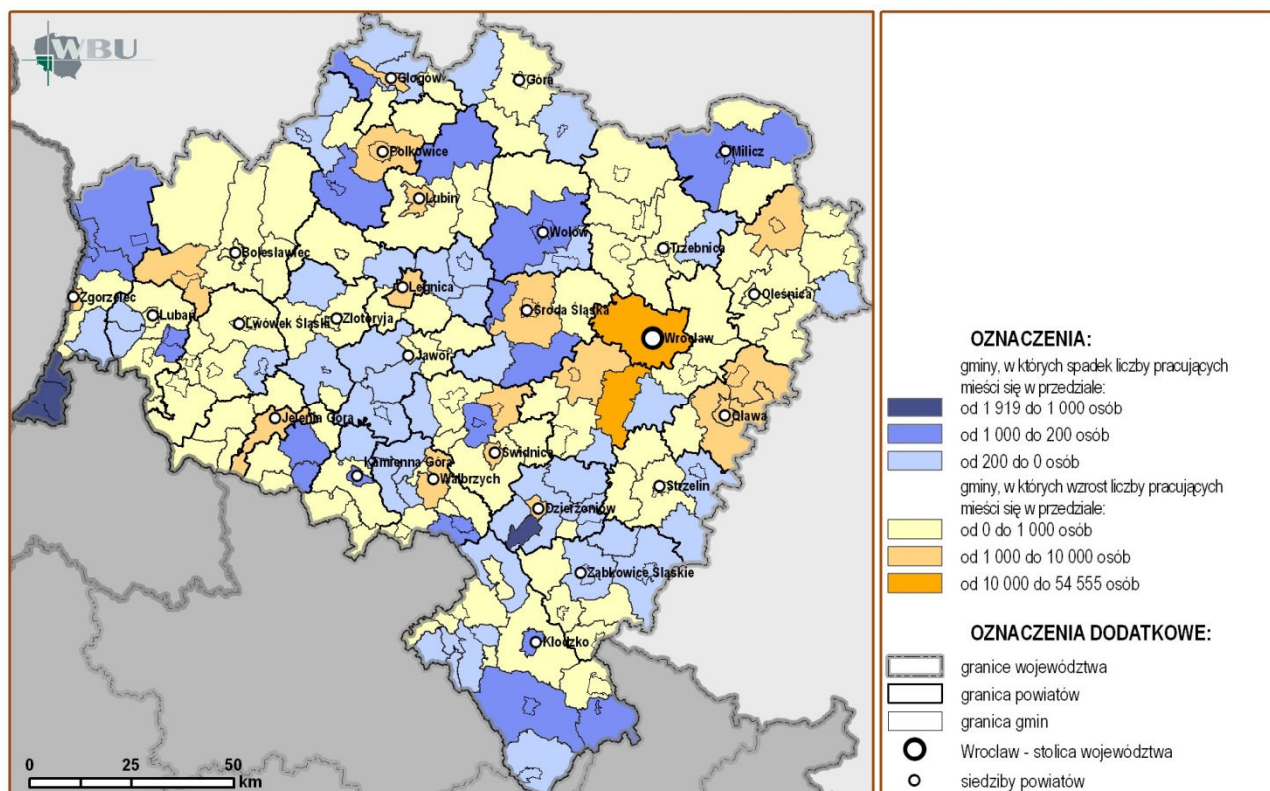 WBU
Głogów
Góra
Polkowice
Milicz
Lubin
Wołów
Trzebnica
Bolesławiec
Zgorzelec
Legnica
Oleśnica
Lubań
Środa Śląska
Lwówek Śląski
Złotoryja
Wrocław
Jawor
Jelenia Góra
Oława
Świdnica
Kamienna Góra
Wałbrzych
Strzelin
Dzierżoniów
Ząbkowice Śląskie
Kłodzko
0 25 50
km
OZNACZENIA:
gminy, w których spadek liczby pracujących
mieści się w przedziale:
od 1 919 do 1 000 osób
od 1 000 do 200 osób
od 200 do 0 osób
gminy, w których wzrost liczby pracujących
mieści się w przedziale:
od 0 do 1 000 osób
od 1 000 do 10 000 osób
od 10 000 do 54 555 osób
OZNACZENIA DODATKOWE:
granice województwa
granica powiatów
granica gmin
Wrocław - stolica województwa
siedziby powiatów